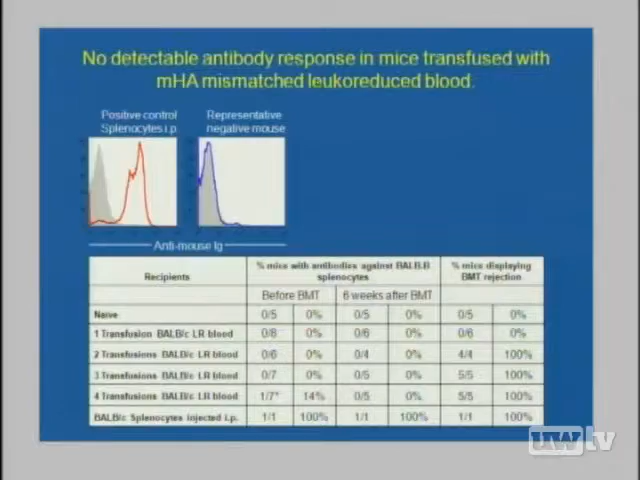 No detectable antibody response in mice transfused with
mHA mismatched leukoreduced blood.
Positive control
Splenocytes i.p.
Representative
negative mouse
Anti-mouse Ig
Recipients
% mice with antibodies against BALB.B
splenocytes
% mice displaying
BMT rejection
Before BMT 6 weeks after BMT
Naive 0/5 0% 0/5 0% 0/5 0%
1 Transfusion BALB/c LR blood 0/6 0% 0/6 0% 0/6 0%
2 Transfusions BALB/c LR blood 0/6 0% 0/4 0% 4/4 100%
3 Transfusions BALB/c LR blood 0/7 0% 0/5 0% 5/5 100%
4 Transfusions BALB/c LR blood 1/7* 14% 0/5 0% 5/5 100%
BALB/c Splenocytes injected i.p. 1/1 100% 1/1 100% 1/1 100%
UW tv